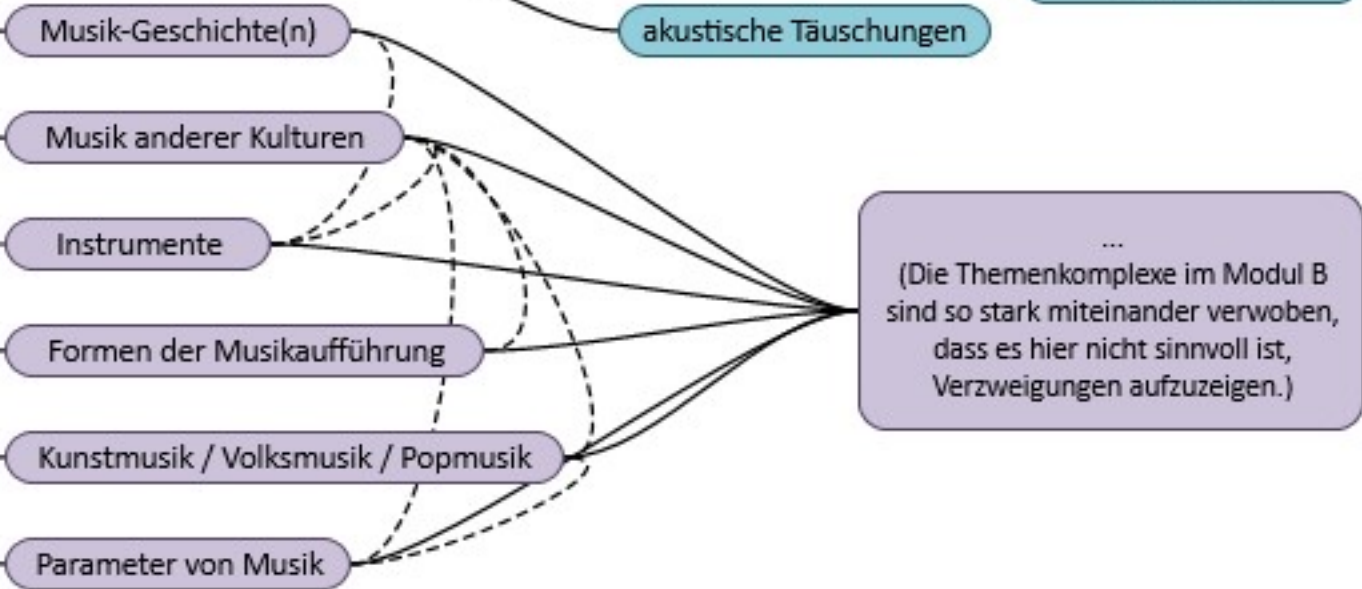 Musik-Geschichte(n)
akustische Täuschungen
Musik anderer Kulturen
Instrumente
Formen der Musikaufführung
Kunstmusik / Volksmusik / Popmusik
Parameter von Musik
...
(Die Themenkomplexe im Modul B
sind so stark miteinander verwoben,
dass es hier nicht sinnvoll ist,
Verzweigungen aufzuzeigen.)